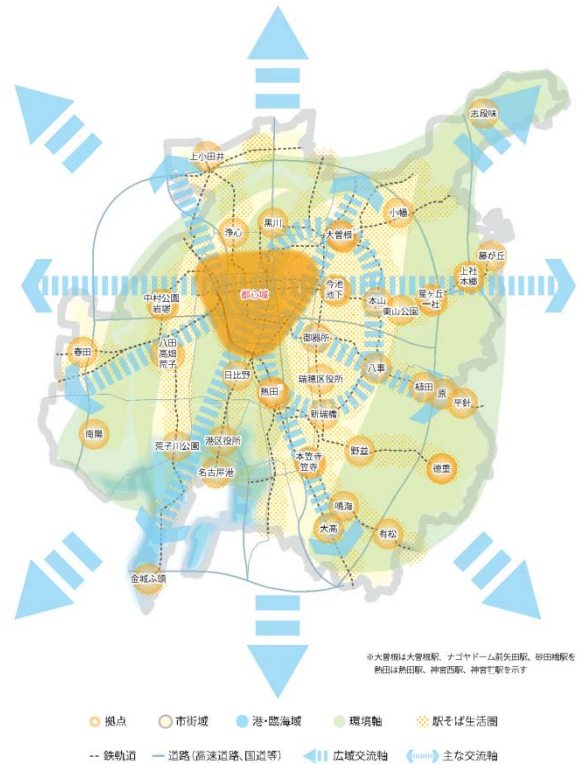 志段味
上小田井
小幡
浄心
黒川
大曽根
藤が丘
上社
本郷
都心域
今池
池下
本山
東山公園
星ヶ丘
一社
中村公園
岩塚
御器所
春田
八田
高畑
荒子
八事
日比野
瑞穂区役所
植田
原
平針
熱田
新瑞橋
南陽
荒子川公園
港区役所
名古屋港
本笠寺
笠寺
野並
徳重
鳴海
大高
有松
金城ふ頭
※大曽根は大曽根駅、ナゴヤドーム前矢田駅、砂田橋駅を
熱田は熱田駅、神宮西駅、神宮前駅を示す
拠点
市街域
港・臨海域
環境軸
駅そば生活圏
鉄軌道
道路(高速道路、国道等)
広域交流軸
主な交流軸